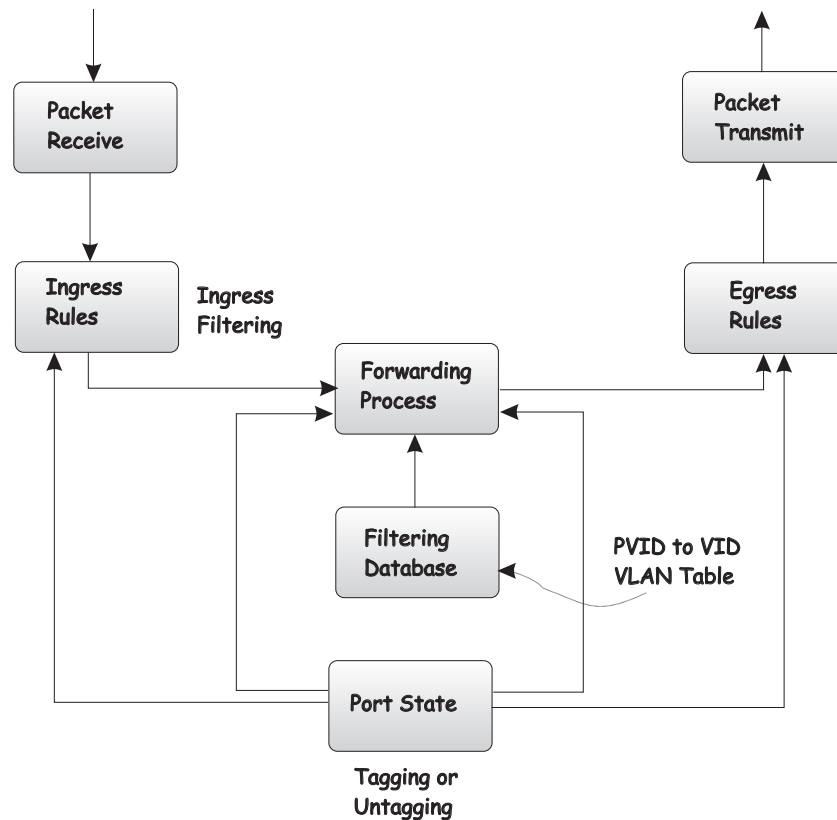 Packet
Receive
Packet
Transmit
Ingress
Rules
Ingress
Filtering
Egress
Rules
Forwarding
Process
Filtering
Database
PVID to VID
VLAN Table
Port State
Tagging or
Untagging